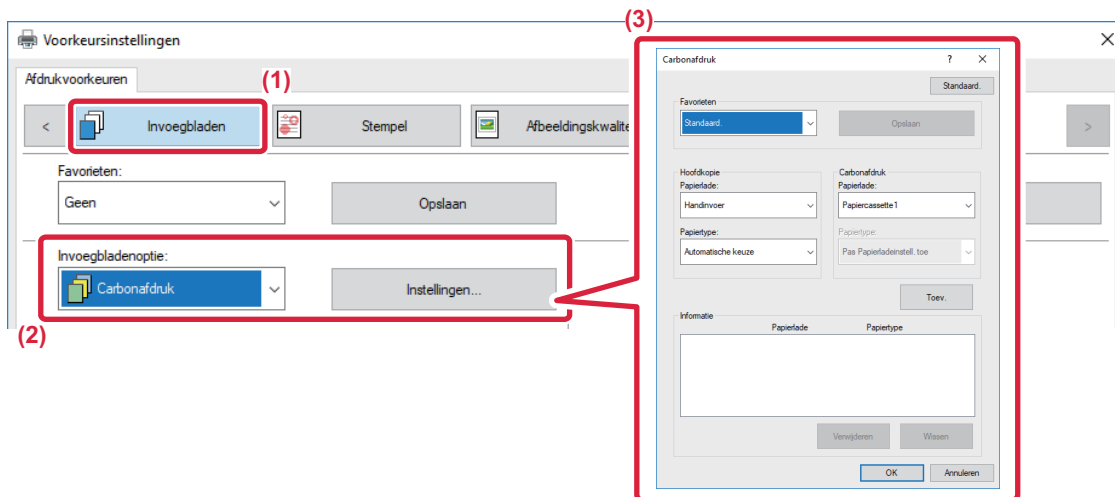 (3)
Voorkeursinstellingen
Afdrukvoorkeuren
(1)
< Invoegbladen Stempel Afbeeldingskwalite >
Favorieten:
Geen Opslaan
Invoegbladenoptie:
Carbonafdruk Instellingen...
(2)
Carbonafdruk ?
Standaard.
Favorieten
Standaard. Opslaan
Hoofdkopie Carbonafdruk
Papierlade: Papierlade:
Handinvoer Papiercassette1
Papiertype: Papiertype:
Automatische keuze Pas Papierladeinstell. toe
Toev.
Informatie
Papierlade Papiertype
Verwijderen Wissen
OK Annuleren